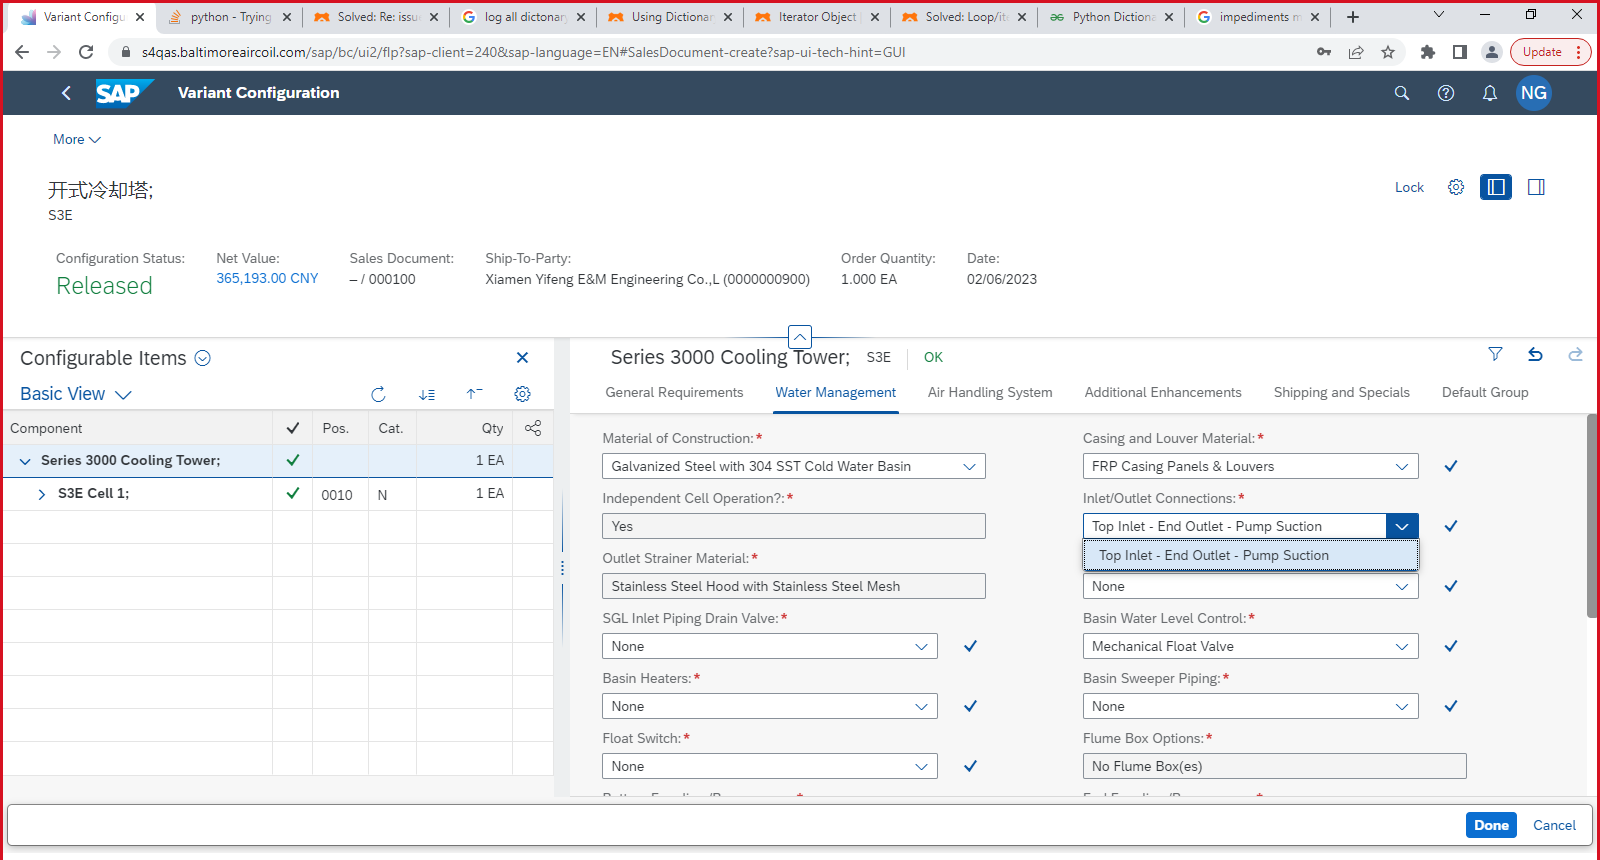 Variant Configu
python - Trying
Solved: Re: issue
log all dictonary
Using Dictionar
Iterator Object
Solved: Loop/ite
Python Dictiona
impediments m
s4qas.baltimoreaircoil.com/sap/bc/ui2/flp?sap-client=240&sap-language=EN#SalesDocument-create?sap-ui-tech-hint=GUI
Update
SAP
Variant Configuration
NG
More
开式冷却塔;
S3E
Lock
Configuration Status:
Released
Net Value:
365,193.00 CNY
Sales Document:
– / 000100
Ship-To-Party:
Xiamen Yifeng E&M Engineering Co.,L (0000000900)
Order Quantity:
1.000 EA
Date:
02/06/2023
Configurable Items
Basic View
Component Pos. Cat. Qty
Series 3000 Cooling Tower; 1 EA
S3E Cell 1; 0010 N 1 EA
Series 3000 Cooling Tower; S3E OK
General Requirements Water Management Air Handling System Additional Enhancements Shipping and Specials Default Group
Material of Construction:*
Galvanized Steel with 304 SST Cold Water Basin
Casing and Louver Material:*
FRP Casing Panels & Louvers
Independent Cell Operation?:*
Yes
Inlet/Outlet Connections:*
Top Inlet - End Outlet - Pump Suction
Top Inlet - End Outlet - Pump Suction
Outlet Strainer Material:*
Stainless Steel Hood with Stainless Steel Mesh
None
SGL Inlet Piping Drain Valve:*
None
Basin Water Level Control:*
Mechanical Float Valve
Basin Heaters:*
None
Basin Sweeper Piping:*
None
Float Switch:*
None
Flume Box Options:*
No Flume Box(es)
Done
Cancel